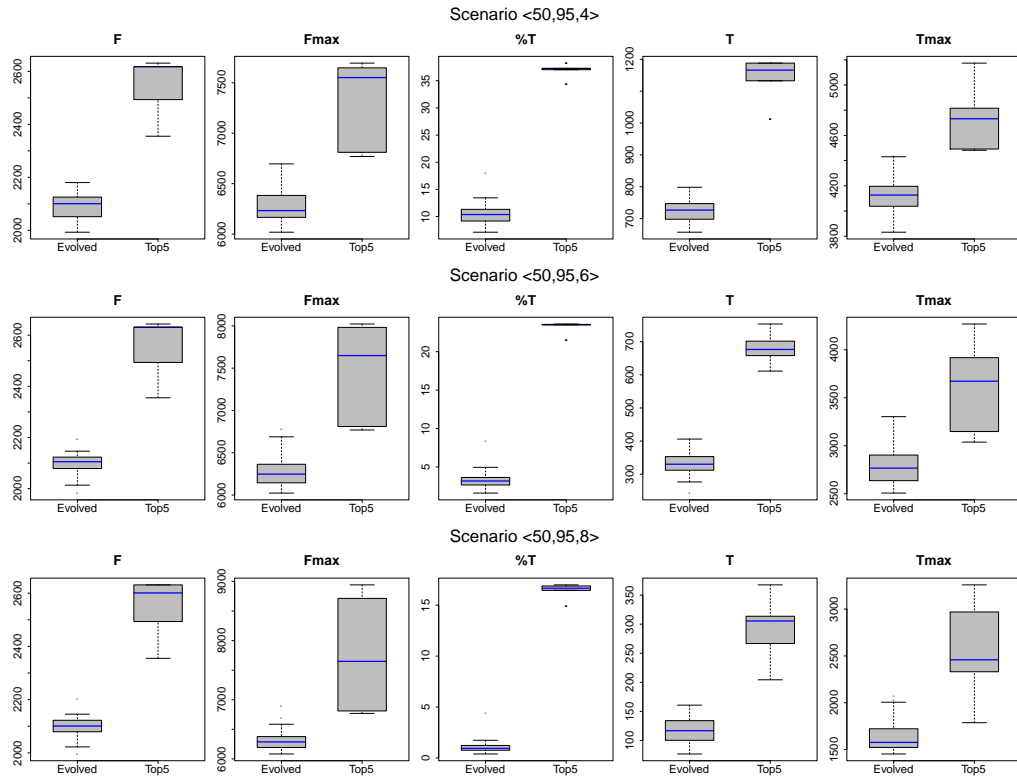 Scenario <50,95,4>
F Fmax %T T Tmax
2000 2200 2400 2600
6000 6500 7000 7500
10 15 20 25 30 35
700 800 900 1000 1200
3800 4200 4600 5000
Evolved Top5 Evolved Top5 Evolved Top5 Evolved Top5 Evolved Top5
Scenario <50,95,6>
F Fmax %T T Tmax
2000 2200 2400 2600
6000 6500 7000 7500 8000
5 10 15 20
300 400 500 600 700
2500 3000 3500 4000
Evolved Top5 Evolved Top5 Evolved Top5 Evolved Top5 Evolved Top5
Scenario <50,95,8>
F Fmax %T T Tmax
2000 2200 2400 2600
6000 7000 8000 9000
0 5 10 15
100 150 200 250 300 350
1500 2000 2500 3000
Evolved Top5 Evolved Top5 Evolved Top5 Evolved Top5 Evolved Top5